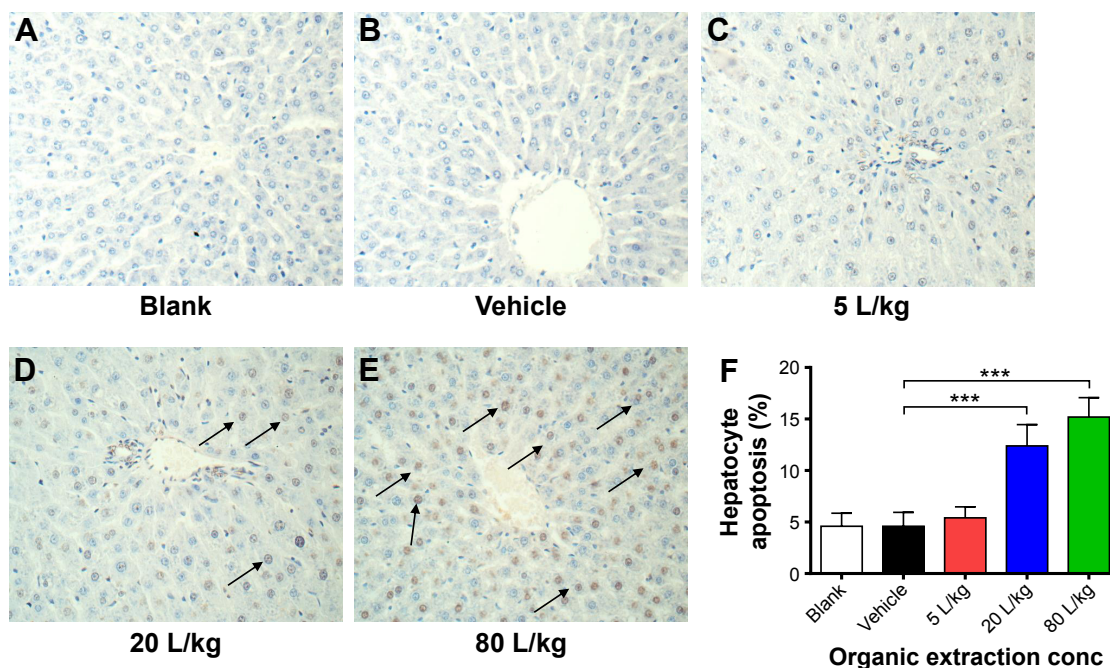 A
Blank
B
Vehicle
C
5 L/kg
D
20 L/kg
E
80 L/kg
F
Hepatocyte
apoptosis (%)
20
15
10
5
0
***
***
Blank
Vehicle
5 L/kg
20 L/kg
80 L/kg
Organic extraction conc